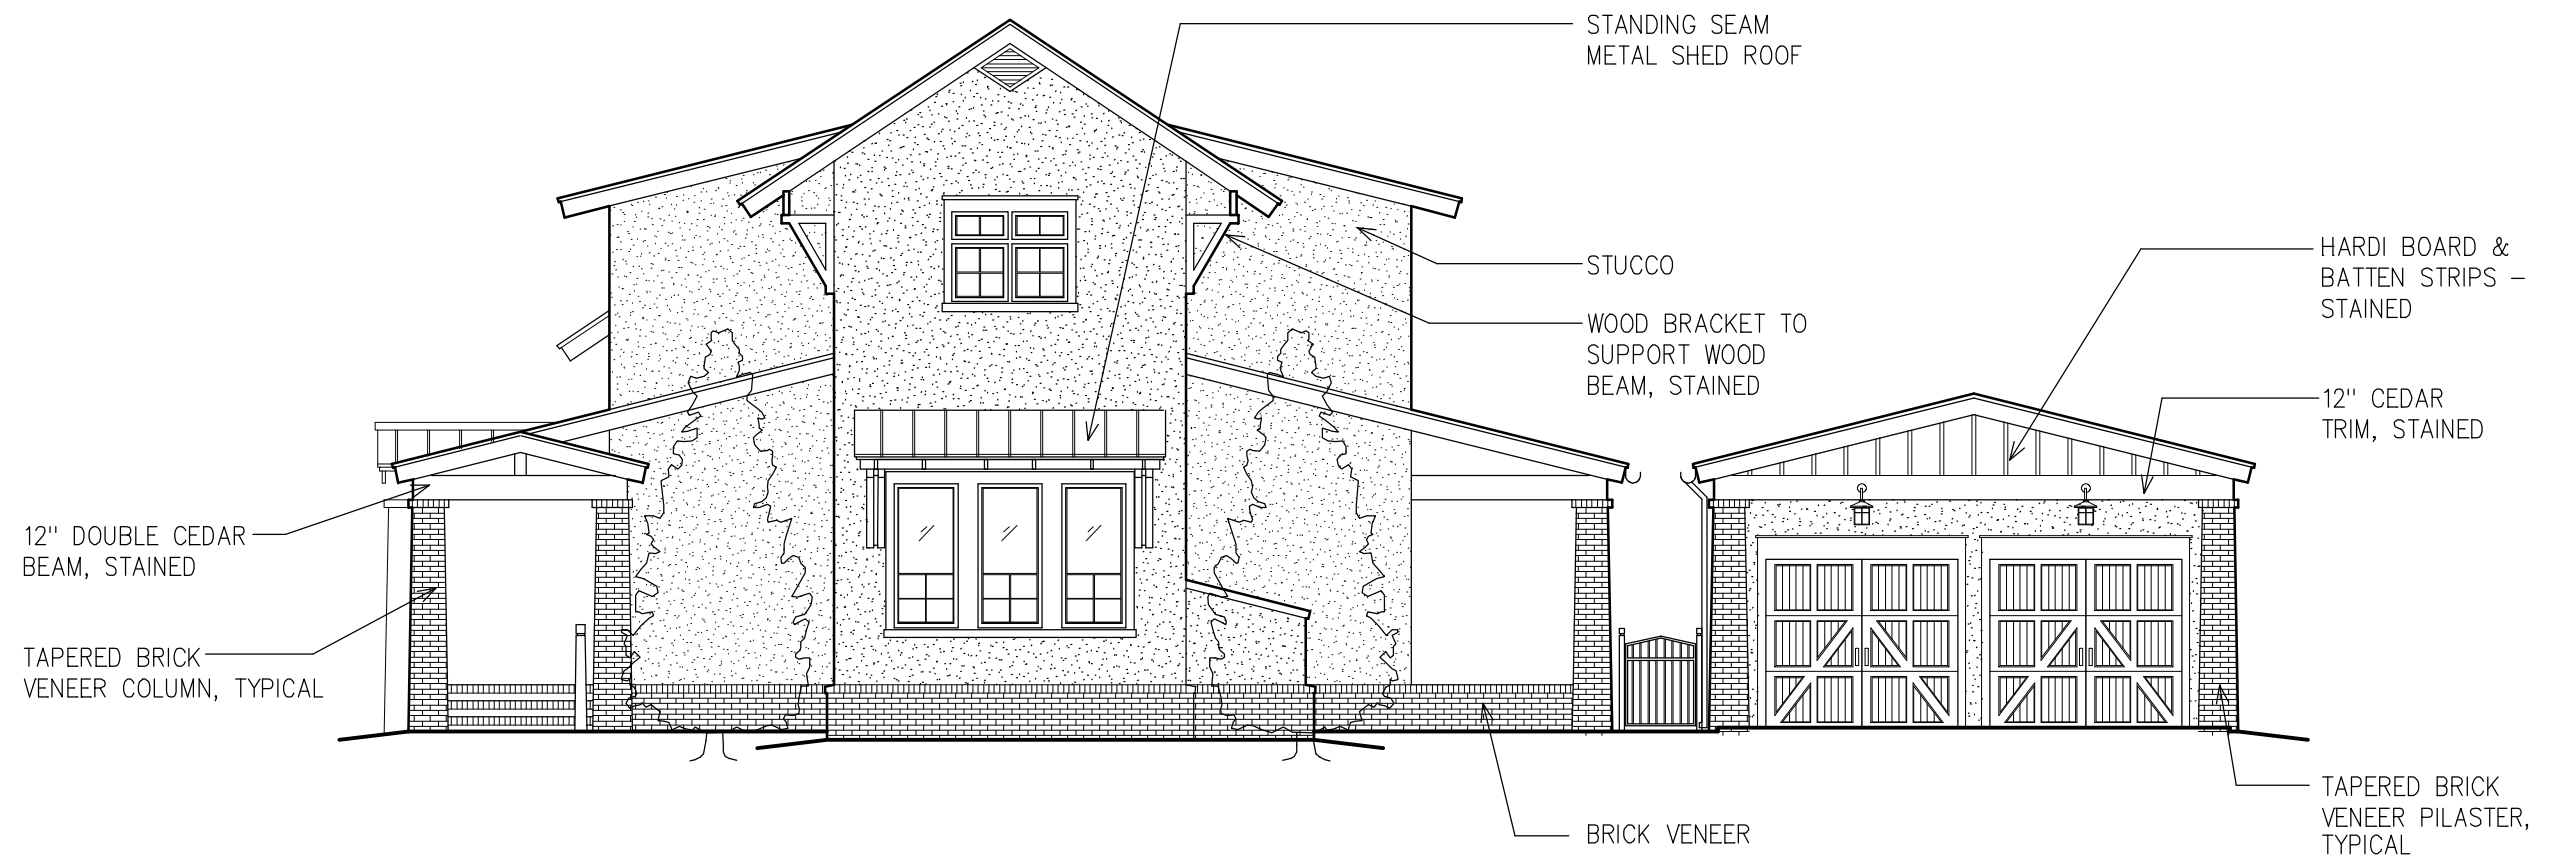 STANDING SEAM
METAL SHED ROOF
STUCCO
WOOD BRACKET TO
SUPPORT WOOD
BEAM, STAINED
HARDI BOARD &
BATTEN STRIPS –
STAINED
12" CEDAR
TRIM, STAINED
12" DOUBLE CEDAR
BEAM, STAINED
TAPERED BRICK
VENEER COLUMN, TYPICAL
BRICK VENEER
TAPERED BRICK
VENEER PILASTER,
TYPICAL